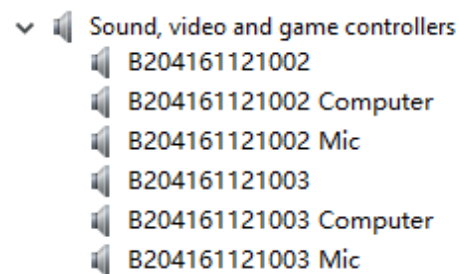 Sound, video and game controllers
B204161121002
B204161121002 Computer
B204161121002 Mic
B204161121003
B204161121003 Computer
B204161121003 Mic